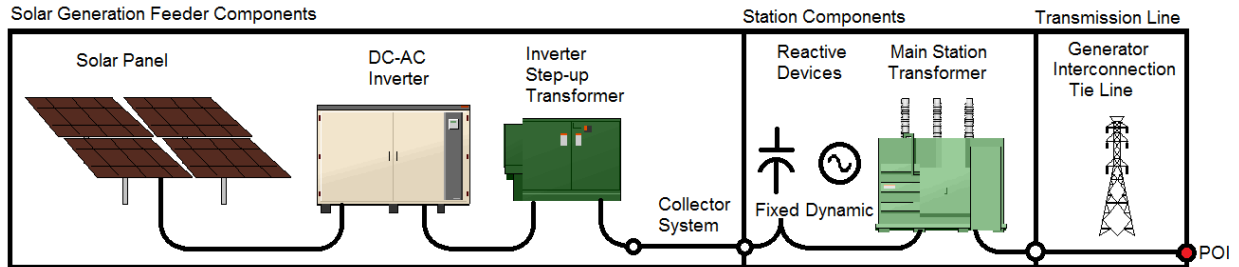 Solar Generation Feeder Components
Station Components
Transmission Line
Solar Panel
DC-AC
Inverter
Inverter
Step-up
Transformer
Reactive
Devices
Main Station
Transformer
Generator
Interconnection
Tie Line
Collector
System
Fixed Dynamic
POI